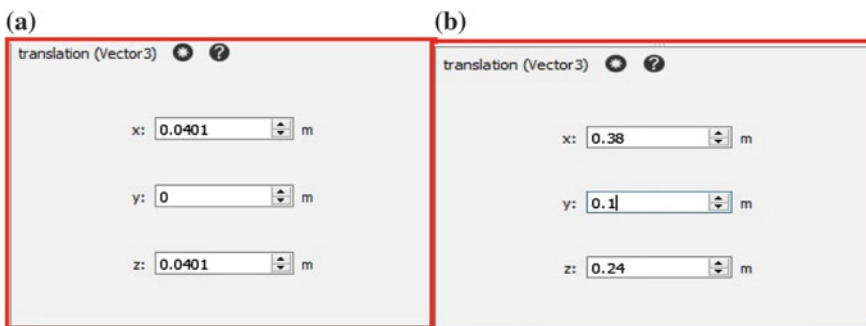 (a)
translation (Vector3)
x: 0.0401 m
y: 0 m
z: 0.0401 m
(b)
translation (Vector3)
x: 0.38 m
y: 0.1 m
z: 0.24 m